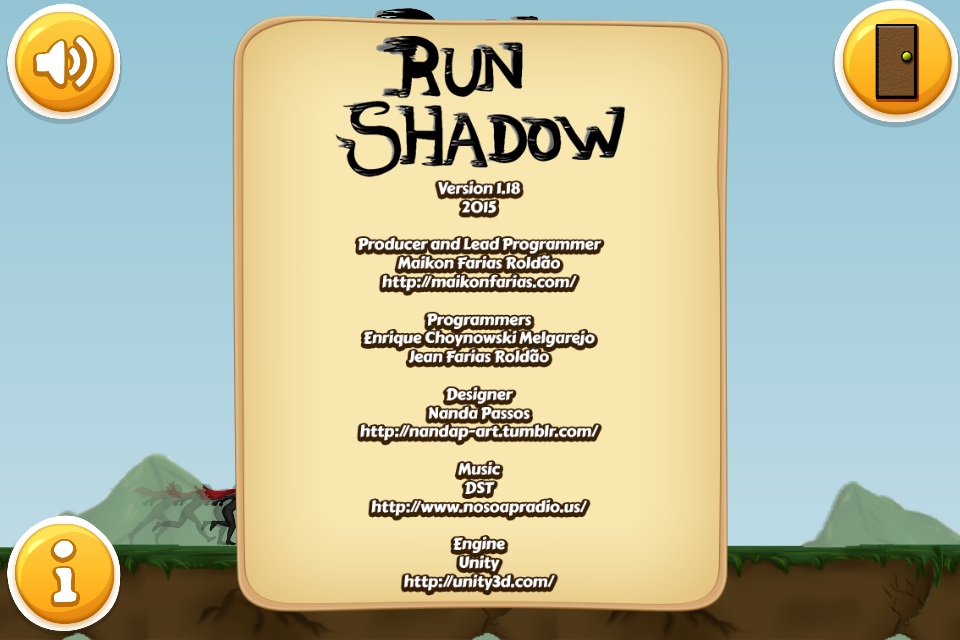 RUN
SHADOW
Version 1.18
2015
Producer and Lead Programmer
Maikon Farias Roldão
http://maikonfarias.com/
Programmers
Enrique Choynowski Melgarejo
Jean Farias Roldão
Designer
Nanda Passos
http://nandap-art.tumblr.com/
Music
DST
http://www.nosoapradio.us/
Engine
Unity
http://unity3d.com/